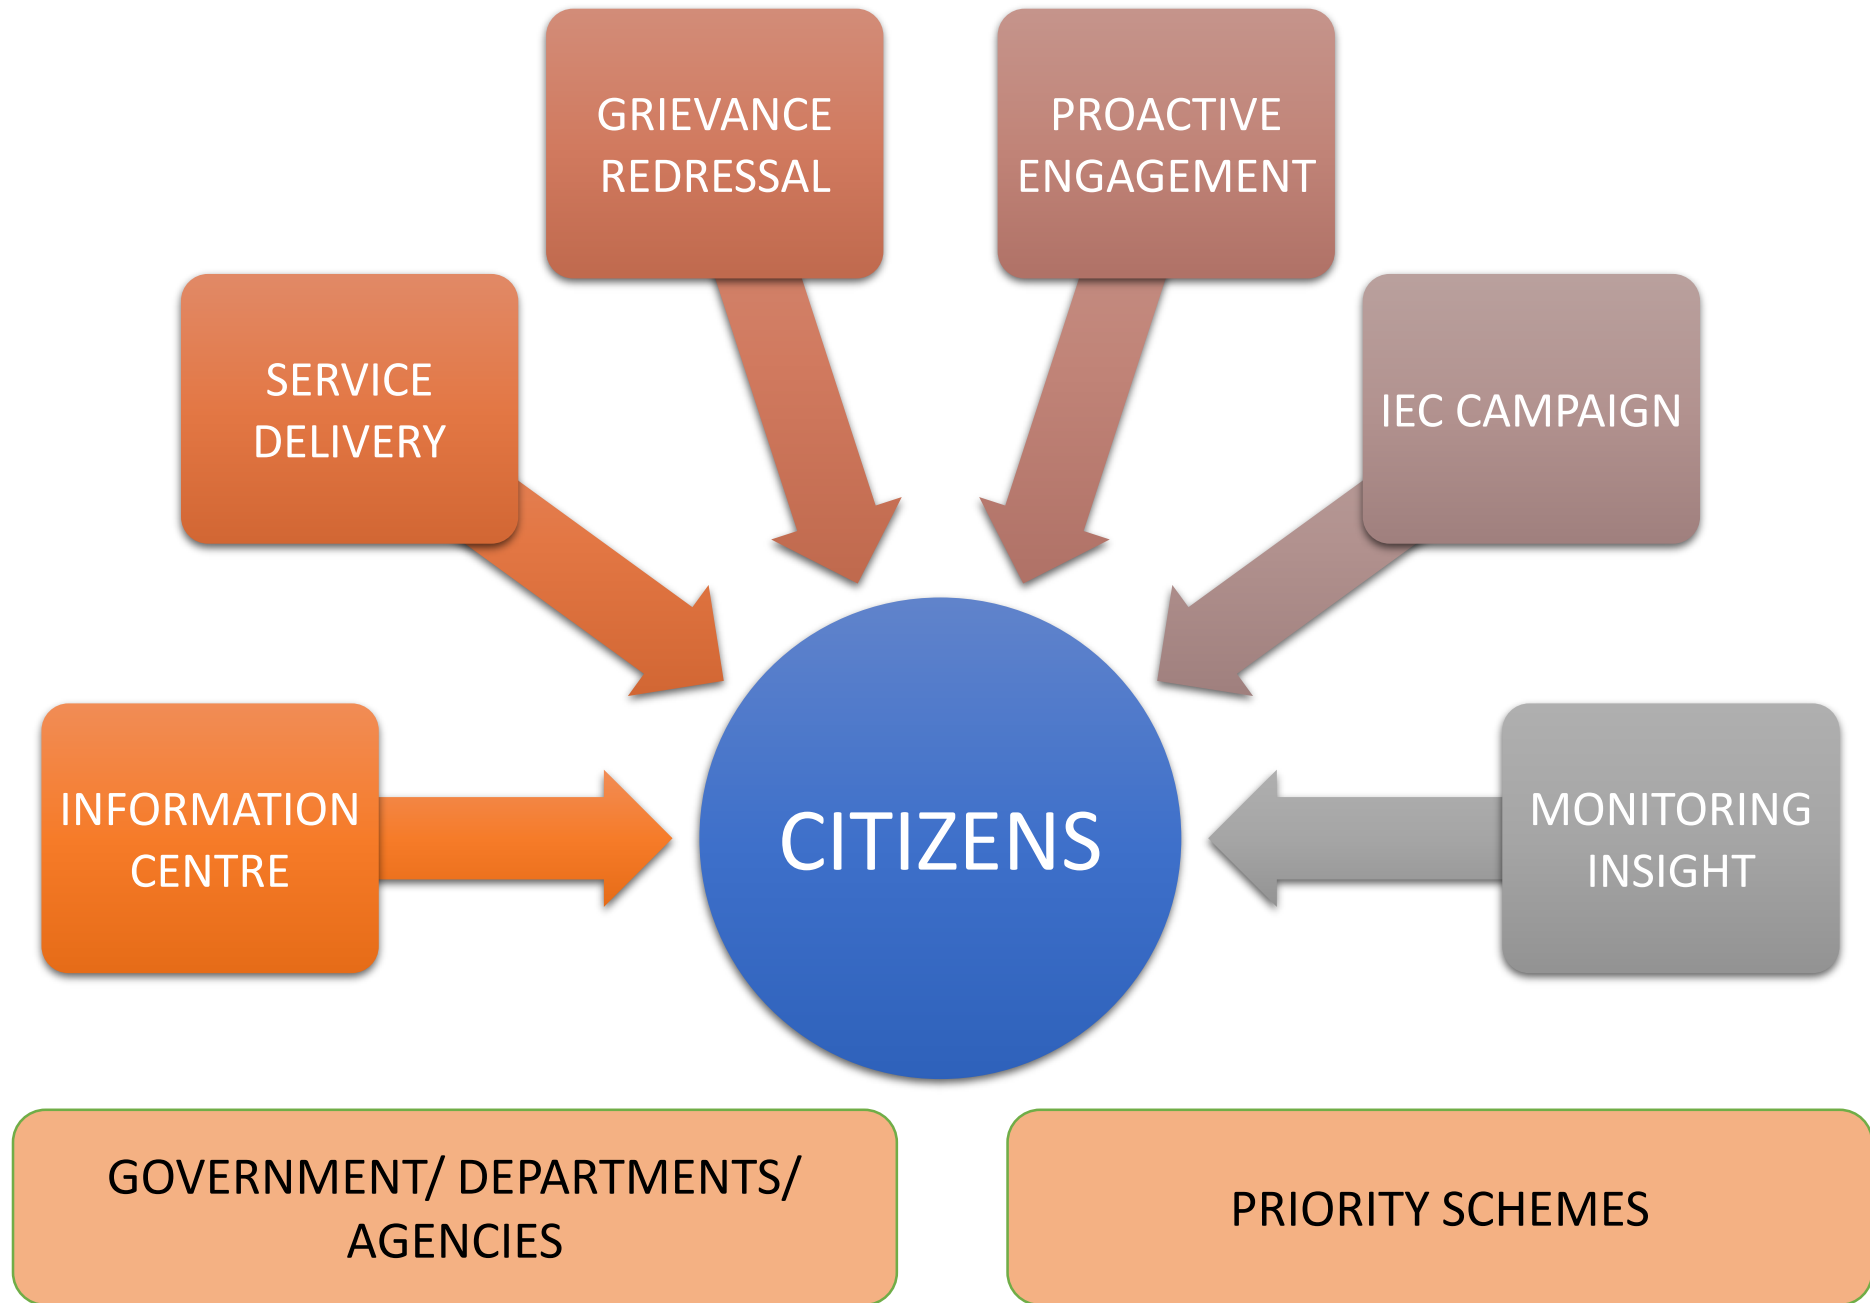 GRIEVANCE
REDRESSAL
PROACTIVE
ENGAGEMENT
SERVICE
DELIVERY
IEC CAMPAIGN
INFORMATION
CENTRE
CITIZENS
MONITORING
INSIGHT
GOVERNMENT/ DEPARTMENTS/
AGENCIES
PRIORITY SCHEMES